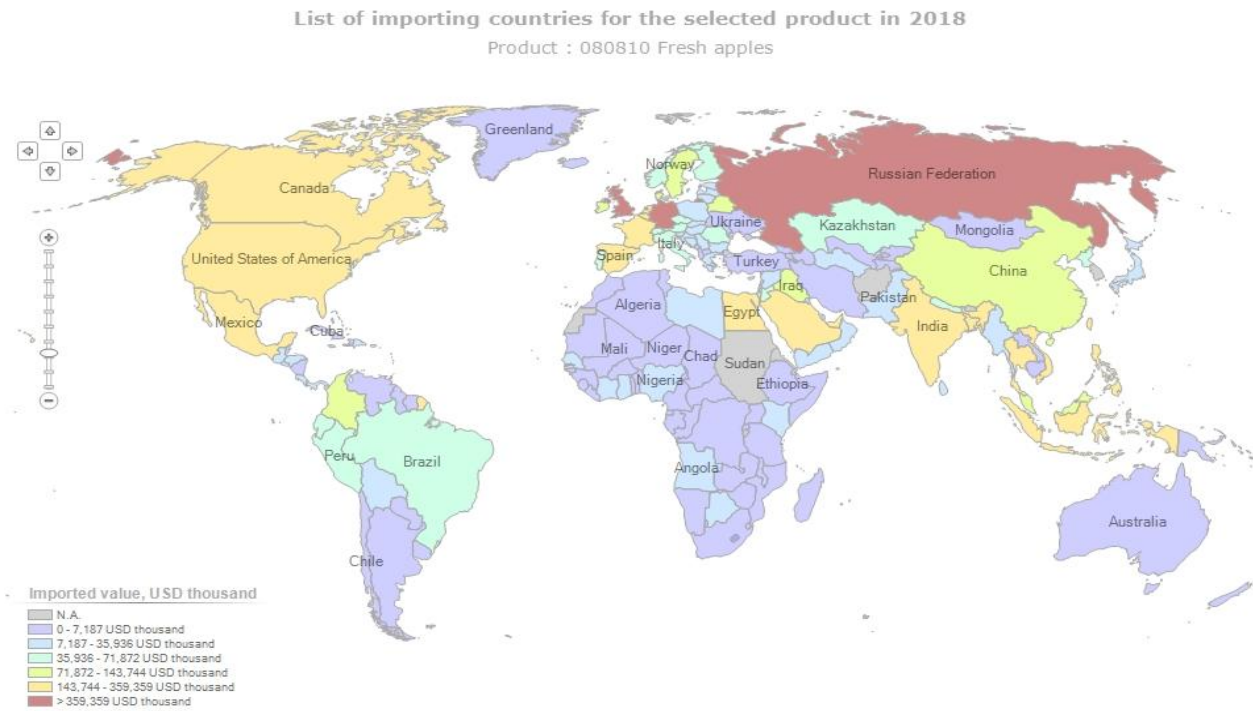 List of importing countries for the selected product in 2018
Product : 080810 Fresh apples
Greenland
Norway
Russian Federation
Canada
Ukraine
Kazakhstan
Mongolia
Italy
Spain
United States of America
Turkey
China
Iraq
Algeria
Pakistan
Egypt
Mexico
Cuba
India
Mali
Niger
Chad
Sudan
Nigeria
Ethiopia
Peru
Brazil
Angola
Australia
Chile
Imported value, USD thousand
N.A.
0 - 7,187 USD thousand
7,187 - 35,936 USD thousand
35,936 - 71,872 USD thousand
71,872 - 143,744 USD thousand
143,744 - 359,359 USD thousand
> 359,359 USD thousand